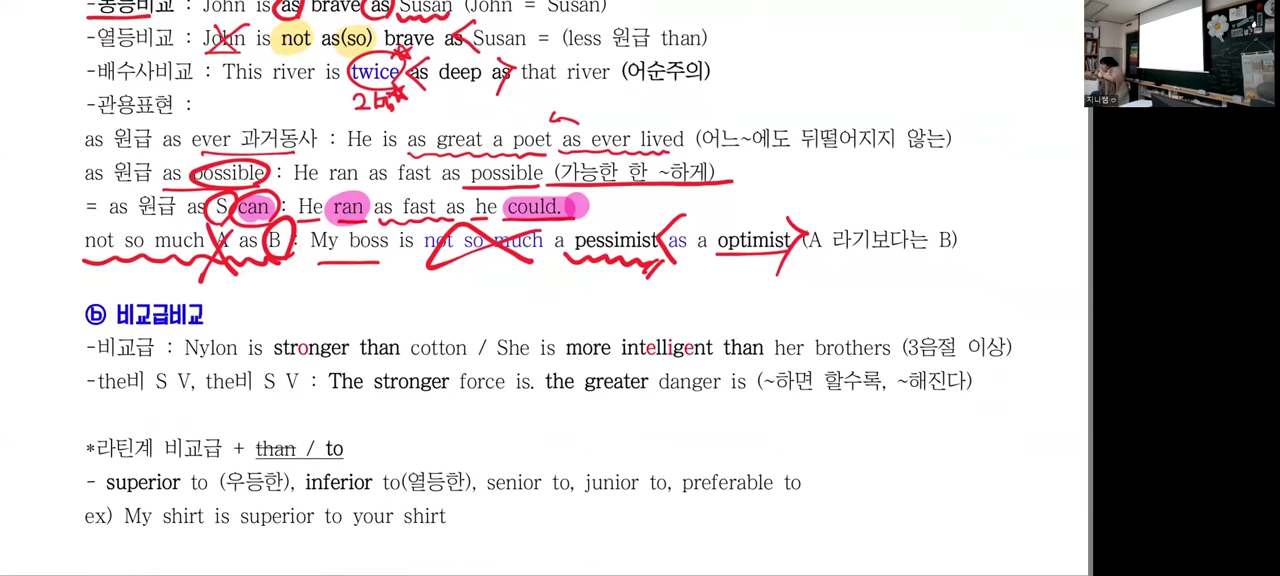 -동등비교 : John is as brave as Susan (John = Susan)
-열등비교 : John is not as(so) brave as Susan = (less 원급 than)
-배수사비교 : This river is twice as deep as that river (어순주의)
-관용표현 :
as 원급 as ever 과거동사 : He is as great a poet as ever lived (어느~에도 뒤떨어지지 않는)
as 원급 as possible : He ran as fast as possible (가능한 한 ~하게)
= as 원급 as S can : He ran as fast as he could.
not so much A as B : My boss is not so much a pessimist as a optimist (A 라기보다는 B)
ⓑ 비교급비교
-비교급 : Nylon is stronger than cotton / She is more intelligent than her brothers (3음절 이상)
-the비 S V, the비 S V : The stronger force is. the greater danger is (~하면 할수록, ~해진다)
*라틴계 비교급 + than / to
- superior to (우등한), inferior to(열등한), senior to, junior to, preferable to
ex) My shirt is superior to your shirt
지니쌤